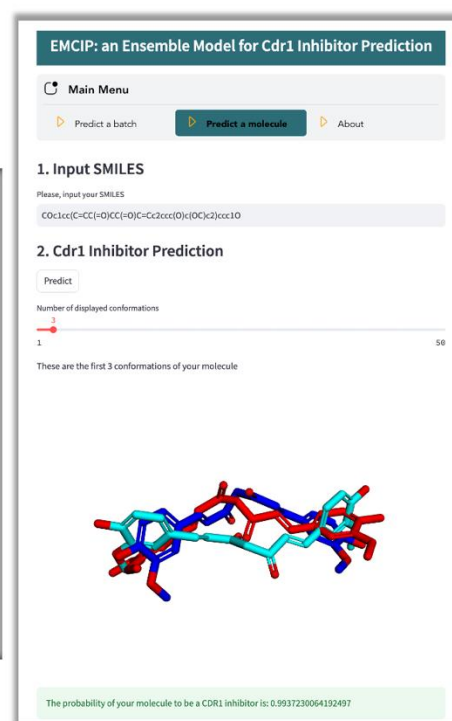 EMCIP: an Ensemble Model for Cdr1 Inhibitor Prediction
Main Menu
Predict a batch
Predict a molecule
About
1. Input SMILES
Please, input your SMILES
COc1cc(C=CC(=O)CC(=O)C=Cc2ccc(O)c(OC)c2)ccc1O
2. Cdr1 Inhibitor Prediction
Predict
Number of displayed conformations
3
1
50
These are the first 3 conformations of your molecule
The probability of your molecule to be a CDR1 inhibitor is: 0.9937230064192497